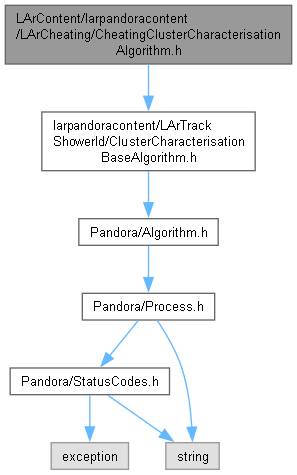 LArContent/larpandoracontent
/LArCheating/CheatingClusterCharacterisation
Algorithm.h
larpandoracontent/LArTrack
ShowerId/ClusterCharacterisation
BaseAlgorithm.h
Pandora/Algorithm.h
Pandora/Process.h
Pandora/StatusCodes.h
exception
string